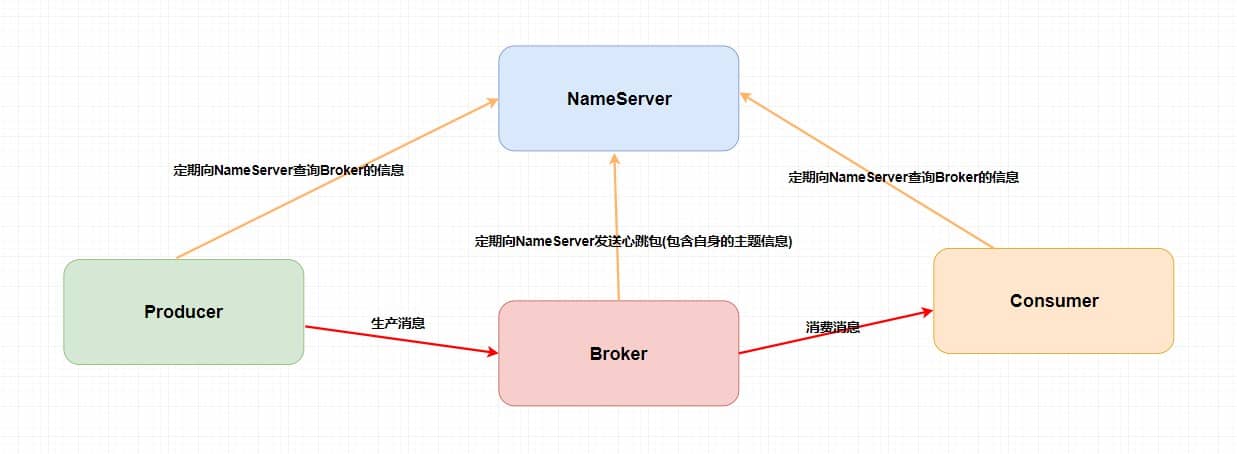 NameServer
定期向NameServer查询Broker的信息
定期向NameServer查询Broker的信息
定期向NameServer发送心跳包(包含自身的主题信息)
Producer
生产消息
Broker
消费消息
Consumer